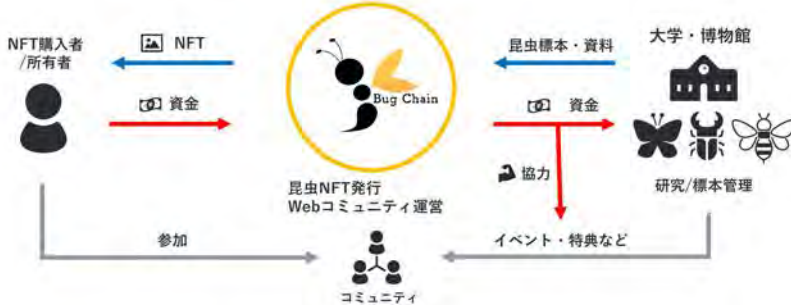 NFT購入者
/所有者
NFT
資金
Bug Chain
昆虫NFT発行
Webコミュニティ運営
昆虫標本・資料
資金
協力
大学・博物館
研究/標本管理
参加
イベント・特典など
コミュニティ